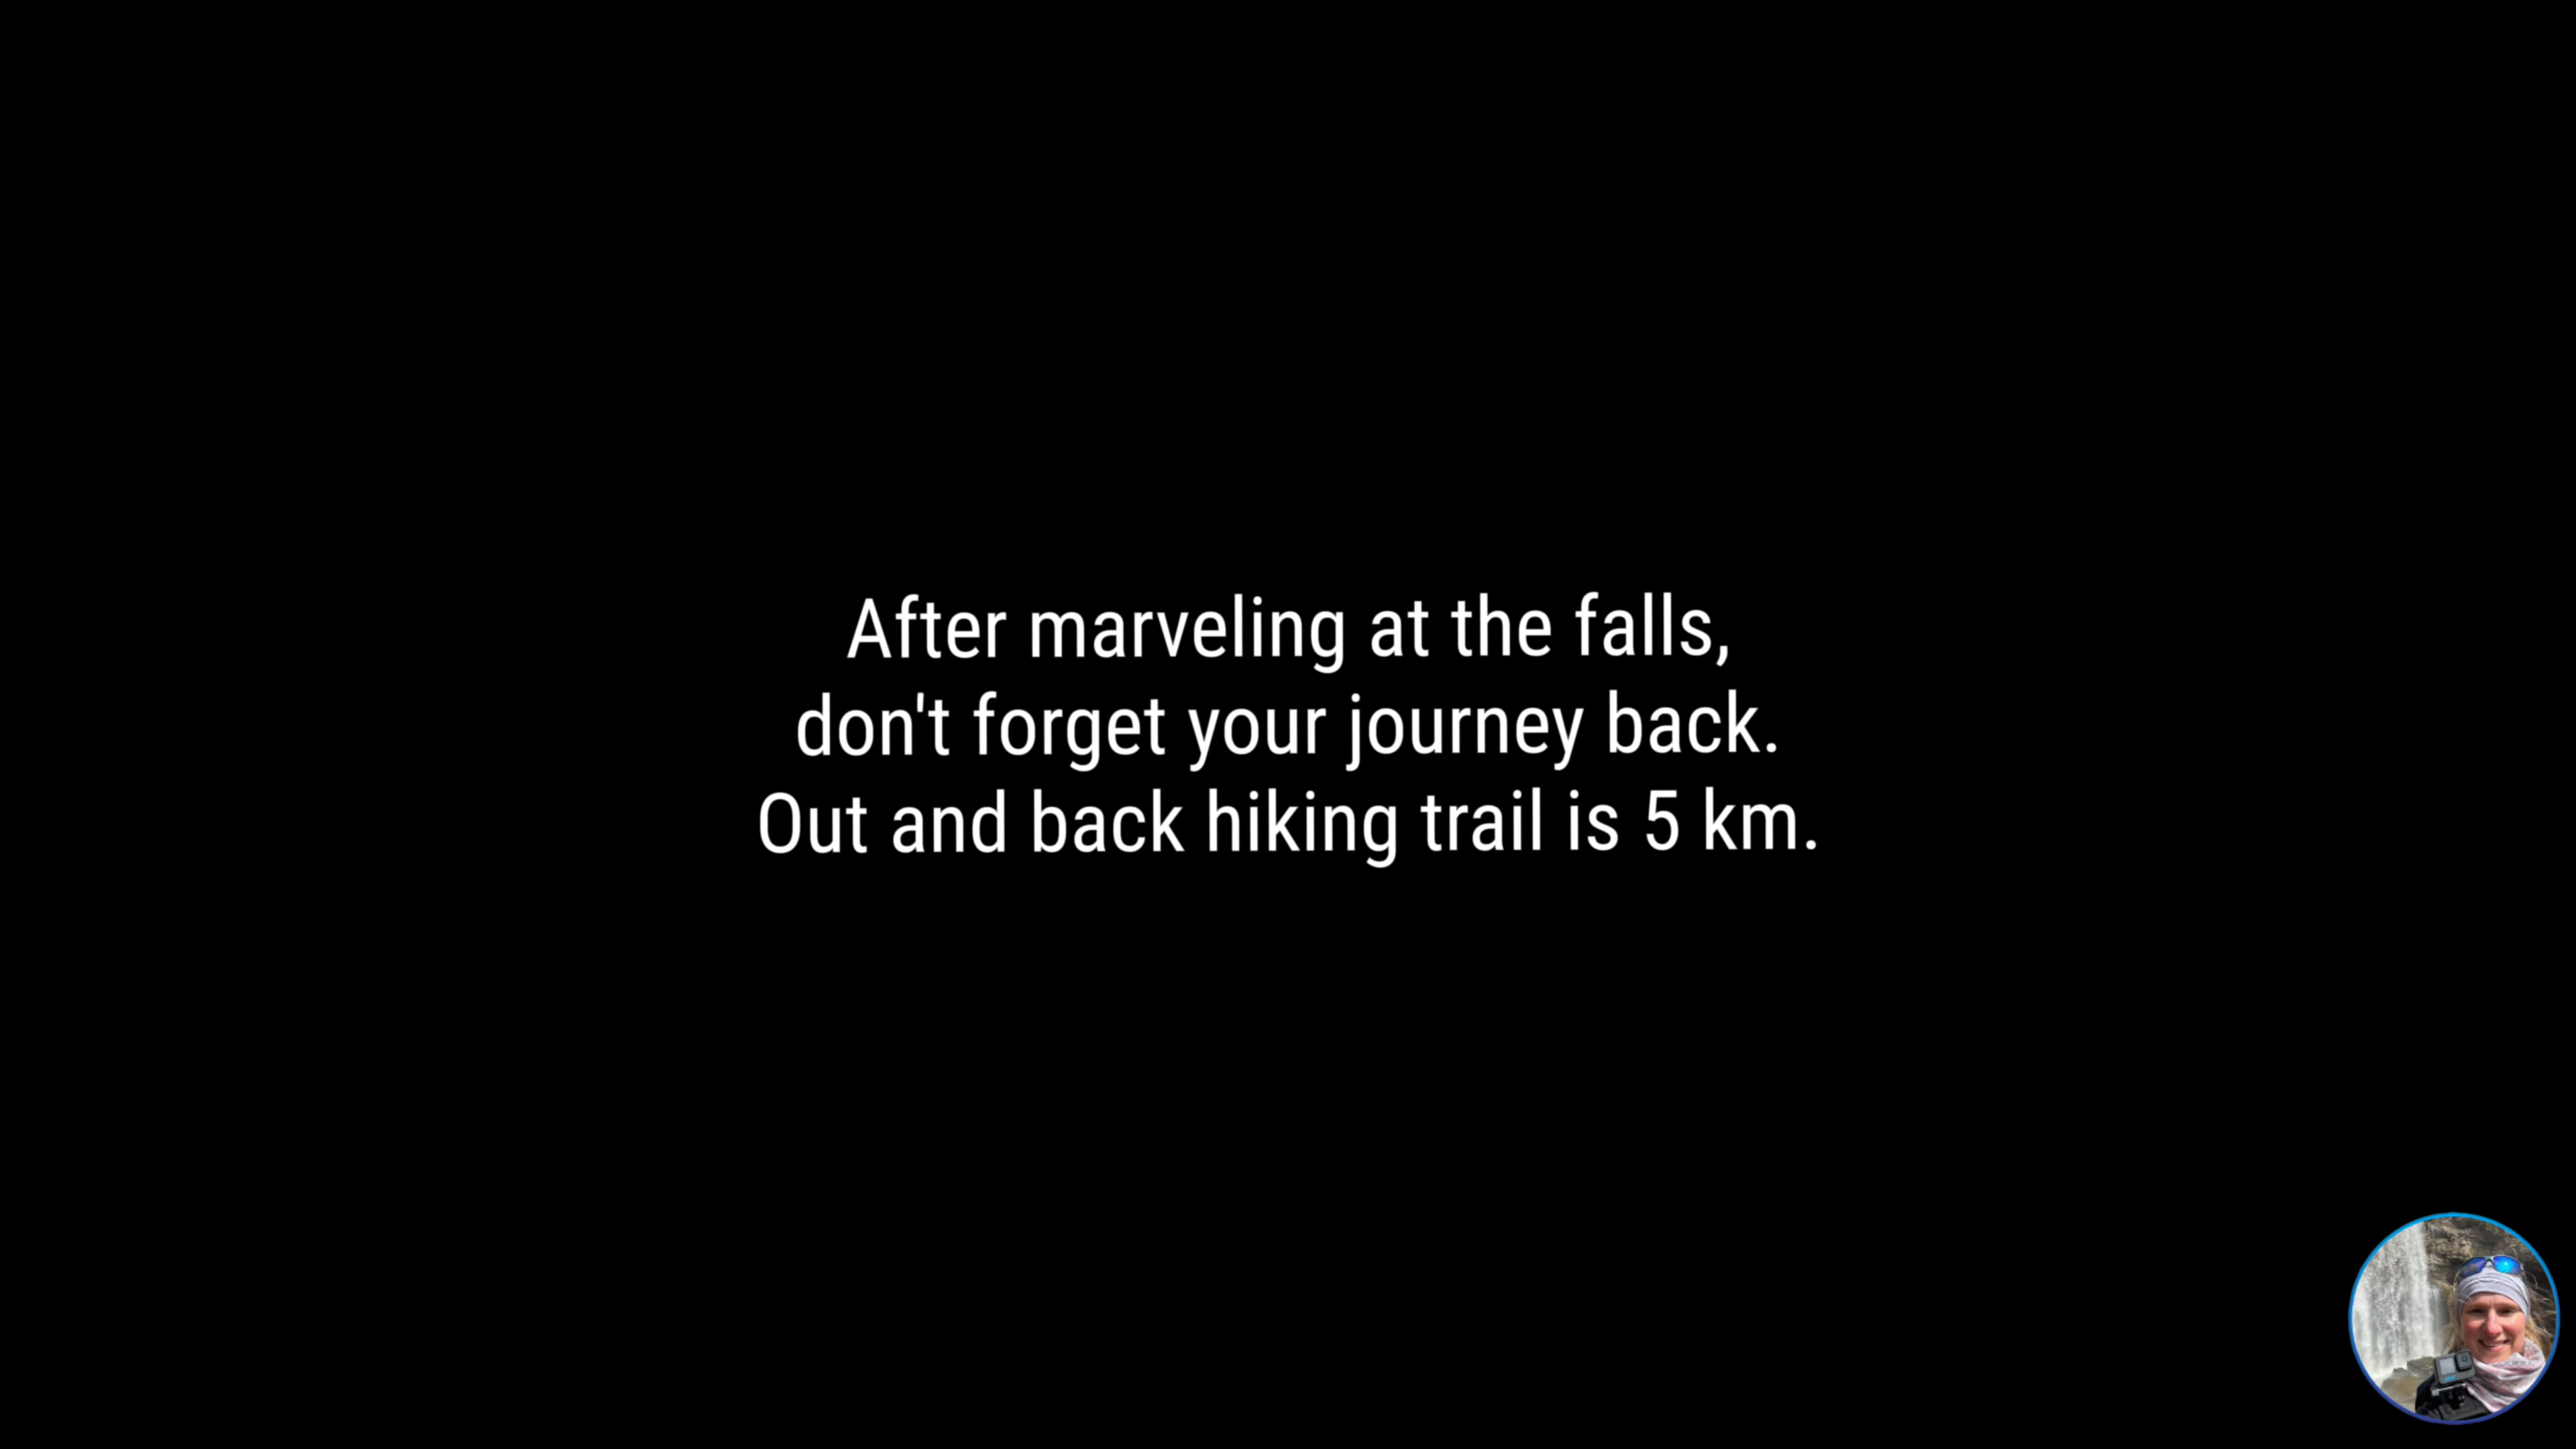 After marveling at the falls,
don't forget your journey back.
Out and back hiking trail is 5 km.